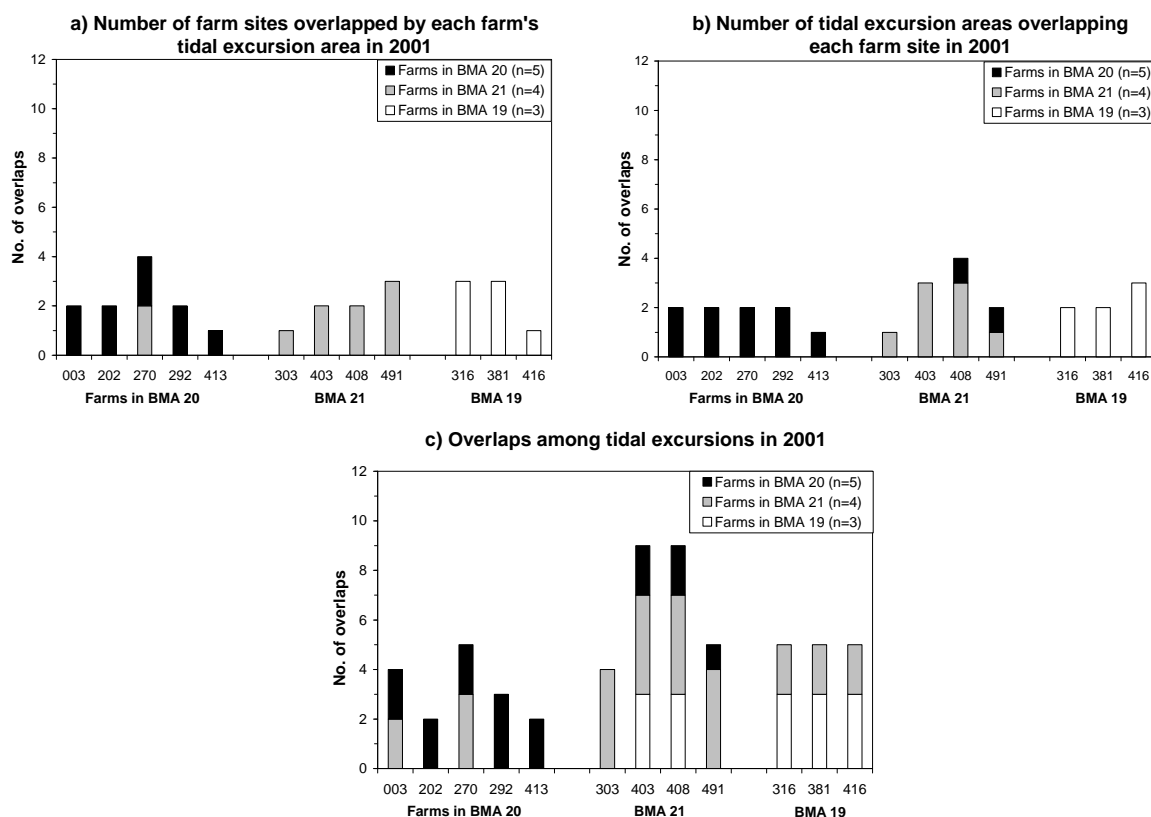 a) Number of farm sites overlapped by each farm's
tidal excursion area in 2001
12
10
8
6
4
2
0
No. of overlaps
Farms in BMA 20 (n=5)
Farms in BMA 21 (n=4)
Farms in BMA 19 (n=3)
003 202 270 292 413 303 403 408 491 316 381 416
Farms in BMA 20 BMA 21 BMA 19
b) Number of tidal excursion areas overlapping
each farm site in 2001
12
10
8
6
4
2
0
No. of overlaps
Farms in BMA 20 (n=5)
Farms in BMA 21 (n=4)
Farms in BMA 19 (n=3)
003 202 270 292 413 303 403 408 491 316 381 416
Farms in BMA 20 BMA 21 BMA 19
c) Overlaps among tidal excursions in 2001
12
10
8
6
4
2
0
No. of overlaps
Farms in BMA 20 (n=5)
Farms in BMA 21 (n=4)
Farms in BMA 19 (n=3)
003 202 270 292 413 303 403 408 491 316 381 416
Farms in BMA 20 BMA 21 BMA 19